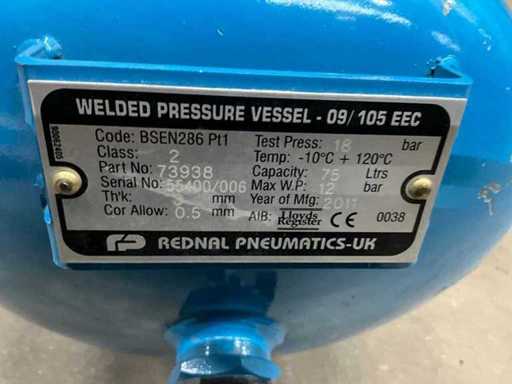 WELDED PRESSURE VESSEL - 09/105 EEC
Code: BSEN286 Pt1 Test Press: 18 bar
Class: 2 Temp: -10°C + 120°C
Part No: 73938 Capacity: 75 Ltrs
Serial No: 55400/006 Max W.P: 12 bar
Th'k: 3 mm Year of Mfg: 2011
Cor Allow: 0.5 mm AIB: Lloyds Register CE 0038
REDNAL PNEUMATICS-UK